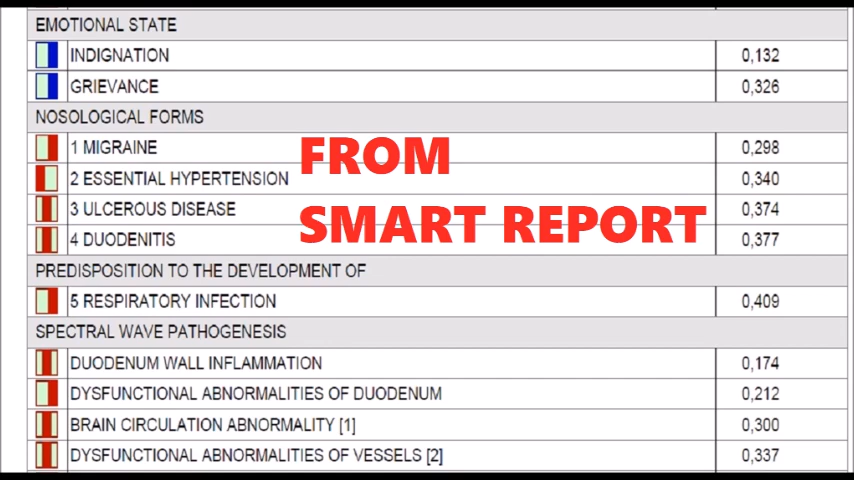 EMOTIONAL STATE
INDIGNATION 0,132
GRIEVANCE 0,326
NOSOLOGICAL FORMS
1 MIGRAINE 0,298
2 ESSENTIAL HYPERTENSION 0,340
3 ULCEROUS DISEASE 0,374
4 DUODENITIS 0,377
FROM
SMART REPORT
PREDISPOSITION TO THE DEVELOPMENT OF
5 RESPIRATORY INFECTION 0,409
SPECTRAL WAVE PATHOGENESIS
DUODENUM WALL INFLAMMATION 0,174
DYSFUNCTIONAL ABNORMALITIES OF DUODENUM 0,212
BRAIN CIRCULATION ABNORMALITY [1] 0,300
DYSFUNCTIONAL ABNORMALITIES OF VESSELS [2] 0,337